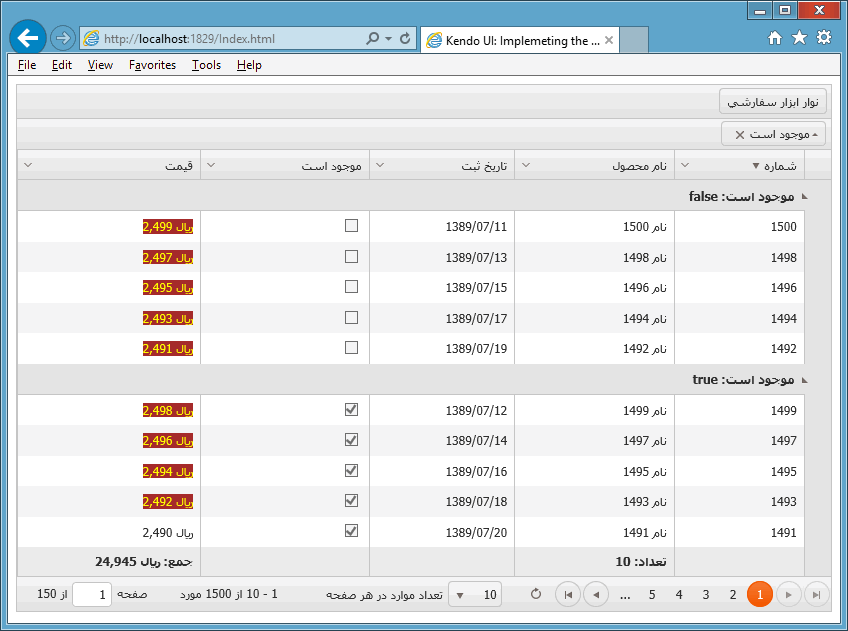 http://localhost:1829/Index.html
Kendo UI: Implemeting the ...
File Edit View Favorites Tools Help
نوار ابزار سفارشی
موجود است
شماره نام محصول تاریخ ثبت موجود است قیمت
موجود است: false
1500 نام 1500 1389/07/11 ریال 2,499
1498 نام 1498 1389/07/13 ریال 2,497
1496 نام 1496 1389/07/15 ریال 2,495
1494 نام 1494 1389/07/17 ریال 2,493
1492 نام 1492 1389/07/19 ریال 2,491
موجود است: true
1499 نام 1499 1389/07/12 ریال 2,498
1497 نام 1497 1389/07/14 ریال 2,496
1495 نام 1495 1389/07/16 ریال 2,494
1493 نام 1493 1389/07/18 ریال 2,492
1491 نام 1491 1389/07/20 ریال 2,490
تعداد: 10 جمع: ریال 24,945
1 2 3 4 5 ... 10 تعداد موارد در هر صفحه 1 - 10 از 1500 مورد صفحه 1 از 150